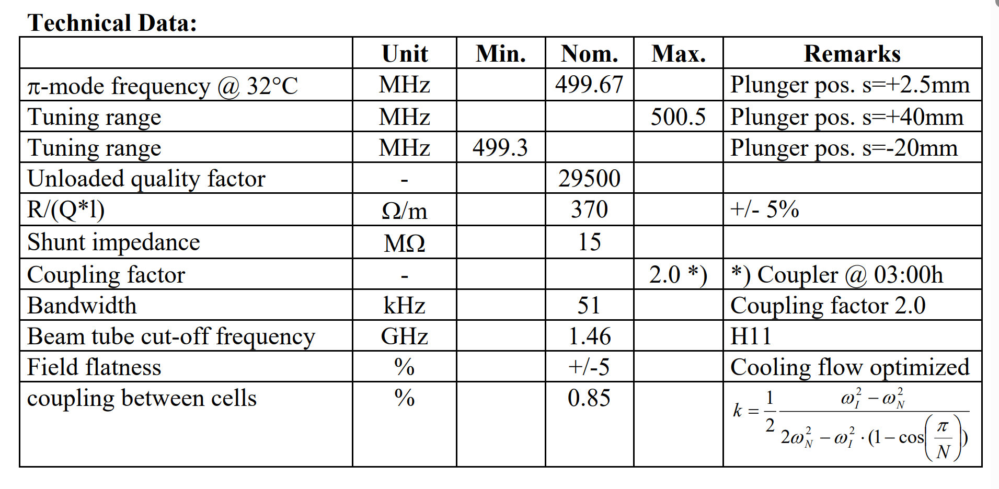 Technical Data:
Unit Min. Nom. Max. Remarks
π-mode frequency @ 32°C MHz 499.67 Plunger pos. s=+2.5mm
Tuning range MHz 500.5 Plunger pos. s=+40mm
Tuning range MHz 499.3 Plunger pos. s=-20mm
Unloaded quality factor - 29500
R/(Q*l) Ω/m 370 +/- 5%
Shunt impedance MΩ 15
Coupling factor - 2.0 *) *) Coupler @ 03:00h
Bandwidth kHz 51 Coupling factor 2.0
Beam tube cut-off frequency GHz 1.46 H11
Field flatness % +/-5 Cooling flow optimized
coupling between cells % 0.85 k = \frac{1}{2} \frac{\omega_I^2 - \omega_N^2}{2\omega_N^2 - \omega_I^2 \cdot (1 - \cos\left(\frac{\pi}{N}\right))}